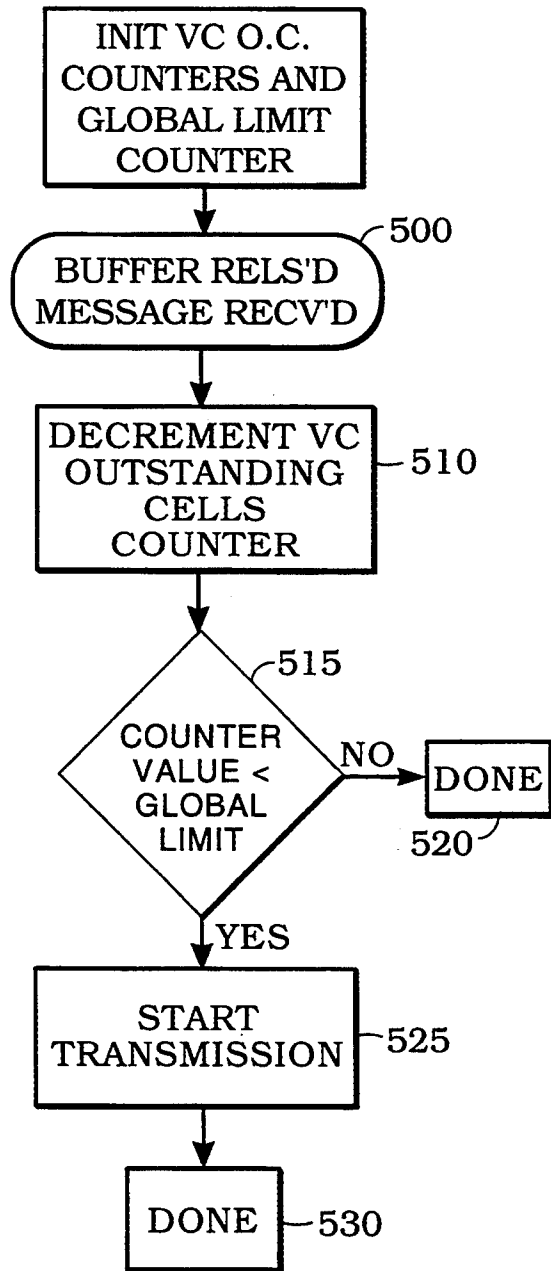 INIT VC O.C.
COUNTERS AND
GLOBAL LIMIT
COUNTER
500
BUFFER RELS'D
MESSAGE RECV'D
DECREMENT VC
OUTSTANDING
CELLS
COUNTER
510
515
COUNTER
VALUE <
GLOBAL
LIMIT
NO
DONE
520
YES
START
TRANSMISSION
525
DONE
530